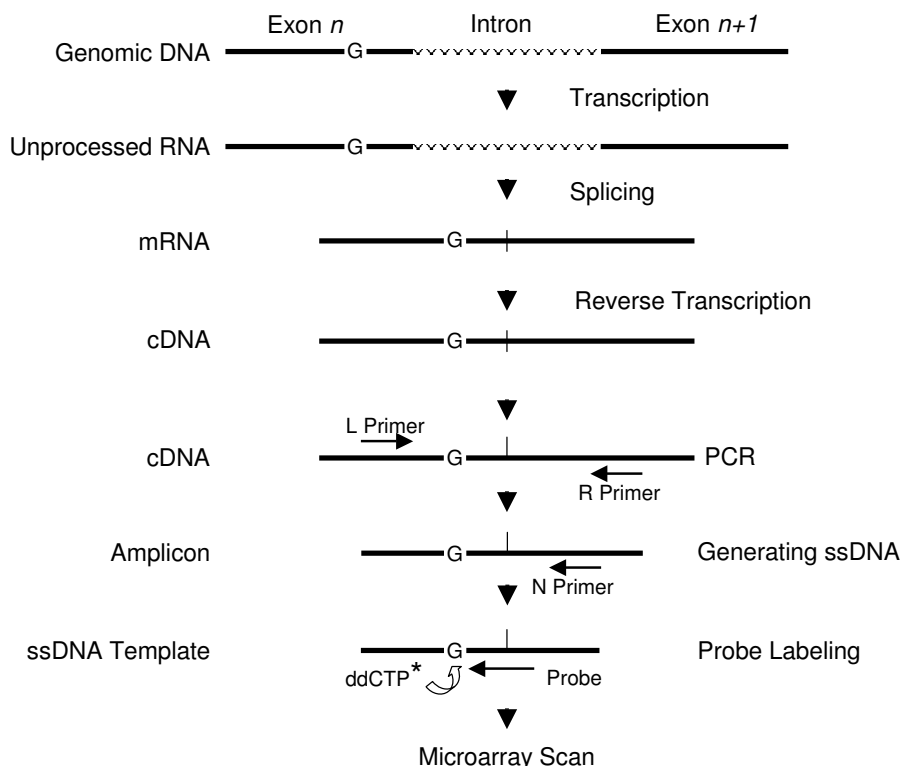 Exon n Intron Exon n+1
Genomic DNA G
Transcription
Unprocessed RNA G
Splicing
mRNA G
Reverse Transcription
cDNA G
L Primer
cDNA G PCR
R Primer
Amplicon G Generating ssDNA
N Primer
ssDNA Template G Probe Labeling
ddCTP* Probe
Microarray Scan